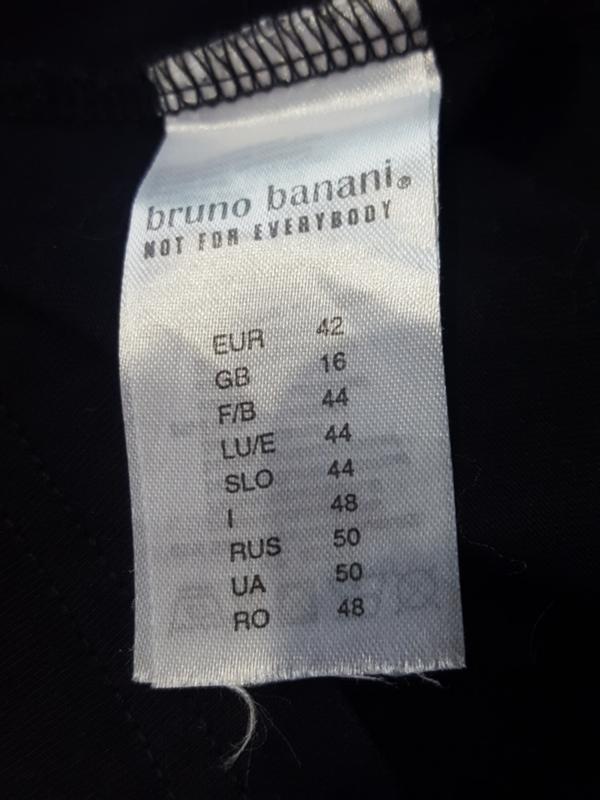 bruno banani®
NOT FOR EVERYBODY
EUR 42
GB 16
F/B 44
LU/E 44
SLO 44
I 48
RUS 50
UA 50
RO 48